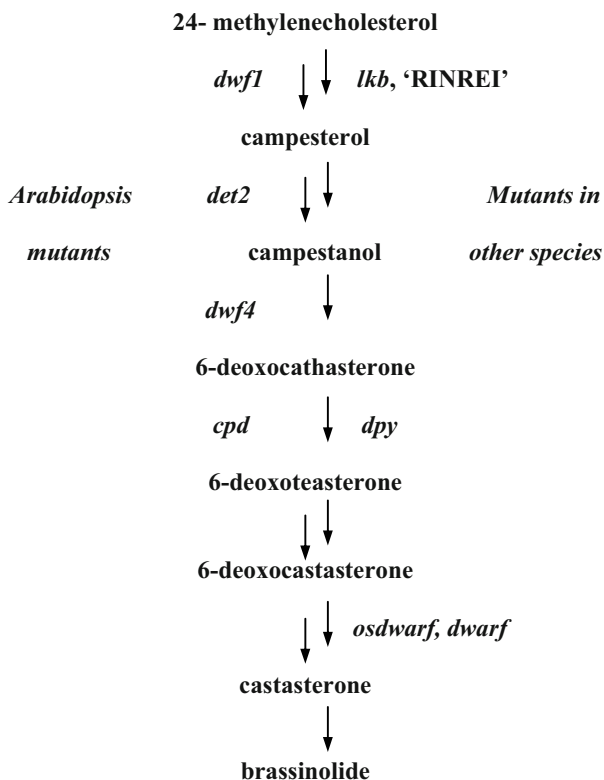 24- methylenecholesterol
dwf1 lkb, ‘RINREI’
campesterol
Arabidopsis det2 Mutants in
mutants campestanol other species
dwf4
6-deoxocathasterone
cpd dpy
6-deoxoteasterone
6-deoxocastasterone
osdwarf, dwarf
castasterone
brassinolide